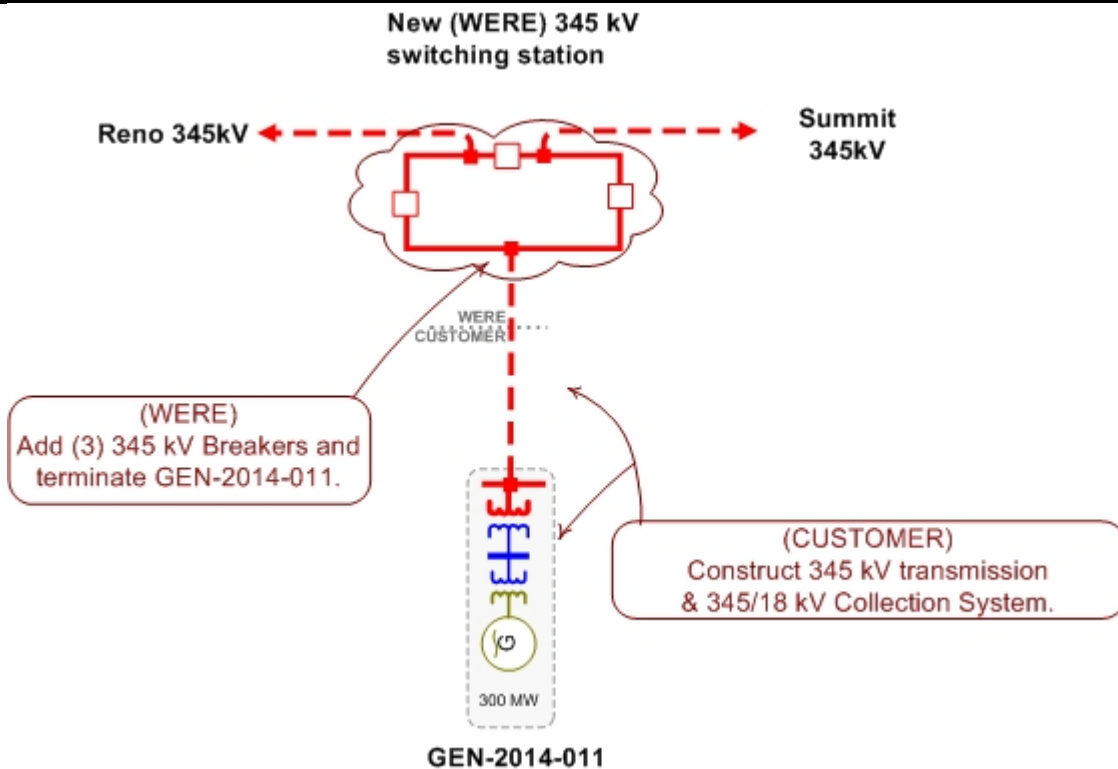 New (WERE) 345 kV
switching station
Reno 345kV
Summit
345kV
WERE
CUSTOMER
(WERE)
Add (3) 345 kV Breakers and
terminate GEN-2014-011.
(CUSTOMER)
Construct 345 kV transmission
& 345/18 kV Collection System.
G
300 MW
GEN-2014-011